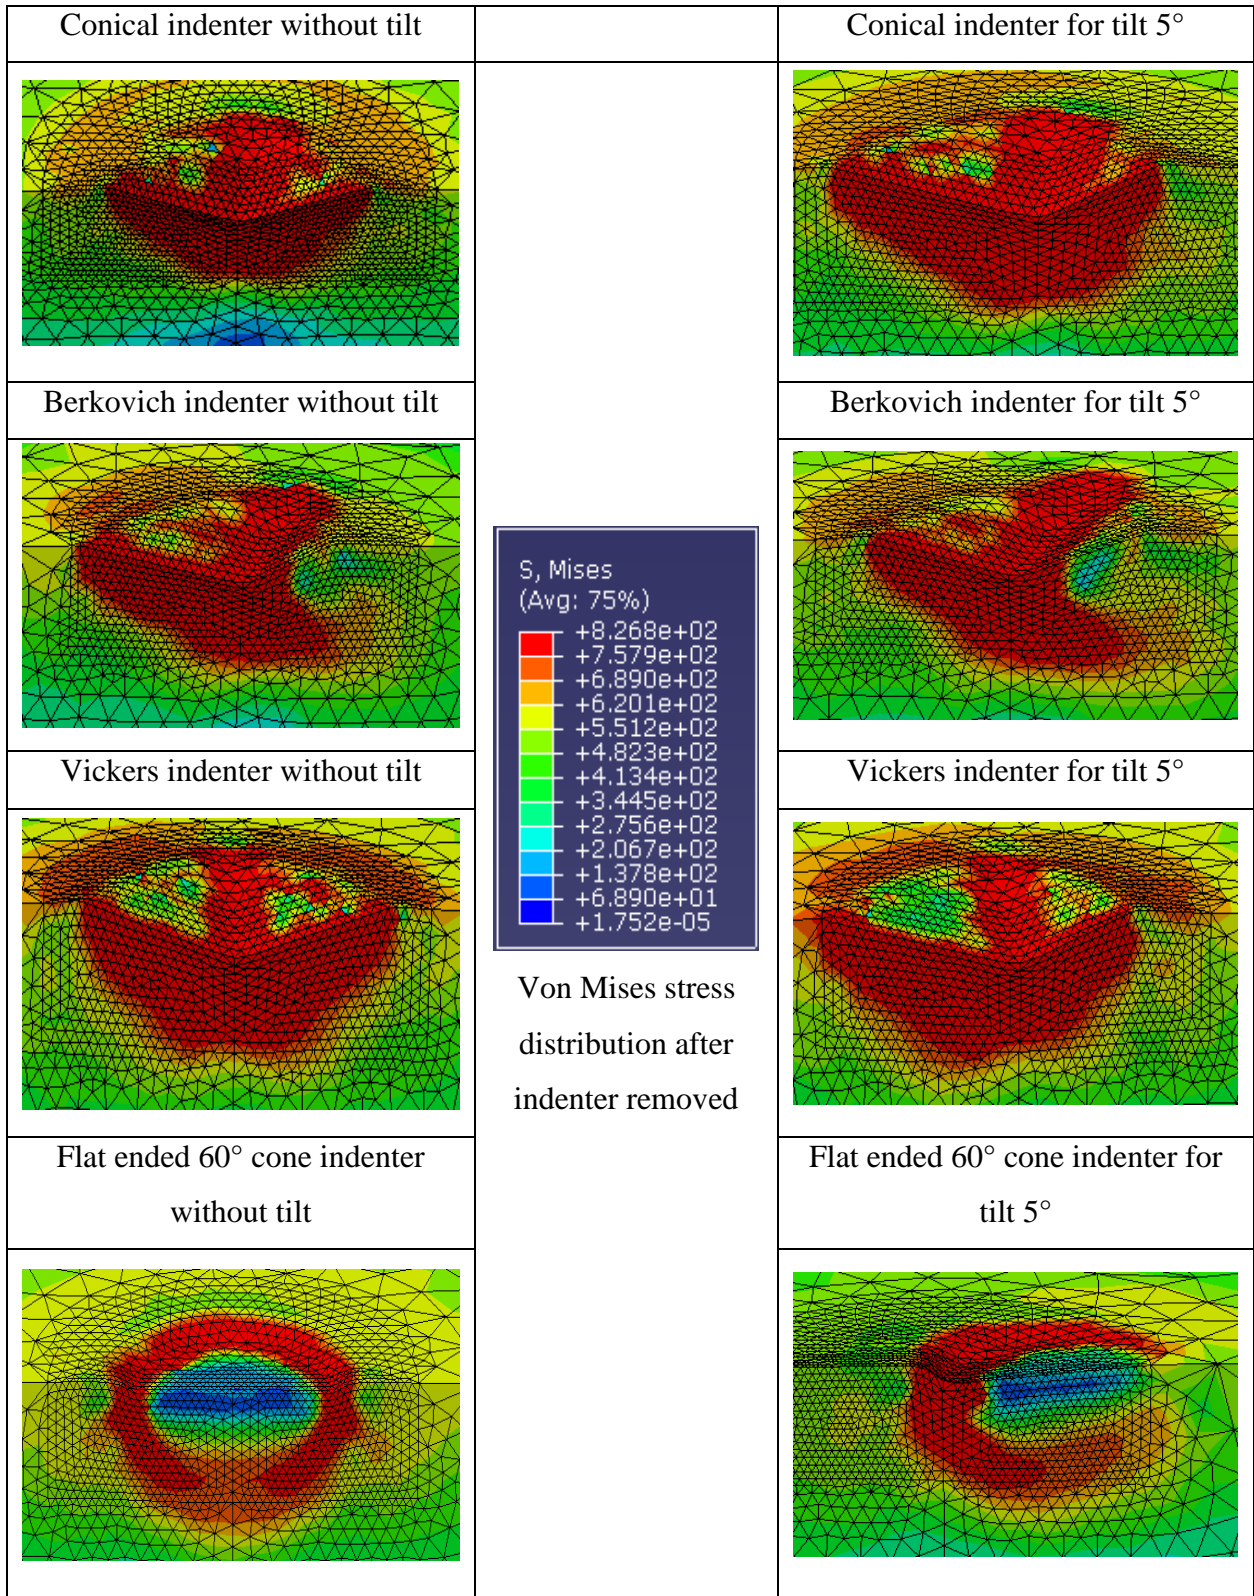 Conical indenter without tilt
Conical indenter for tilt 5°
Berkovich indenter without tilt
Berkovich indenter for tilt 5°
Vickers indenter without tilt
Vickers indenter for tilt 5°
S, Mises
(Avg: 75%)
+8.268e+02
+7.579e+02
+6.890e+02
+6.201e+02
+5.512e+02
+4.823e+02
+4.134e+02
+3.445e+02
+2.756e+02
+2.067e+02
+1.378e+02
+6.890e+01
+1.752e-05
Von Mises stress
distribution after
indenter removed
Flat ended 60° cone indenter
without tilt
Flat ended 60° cone indenter for
tilt 5°